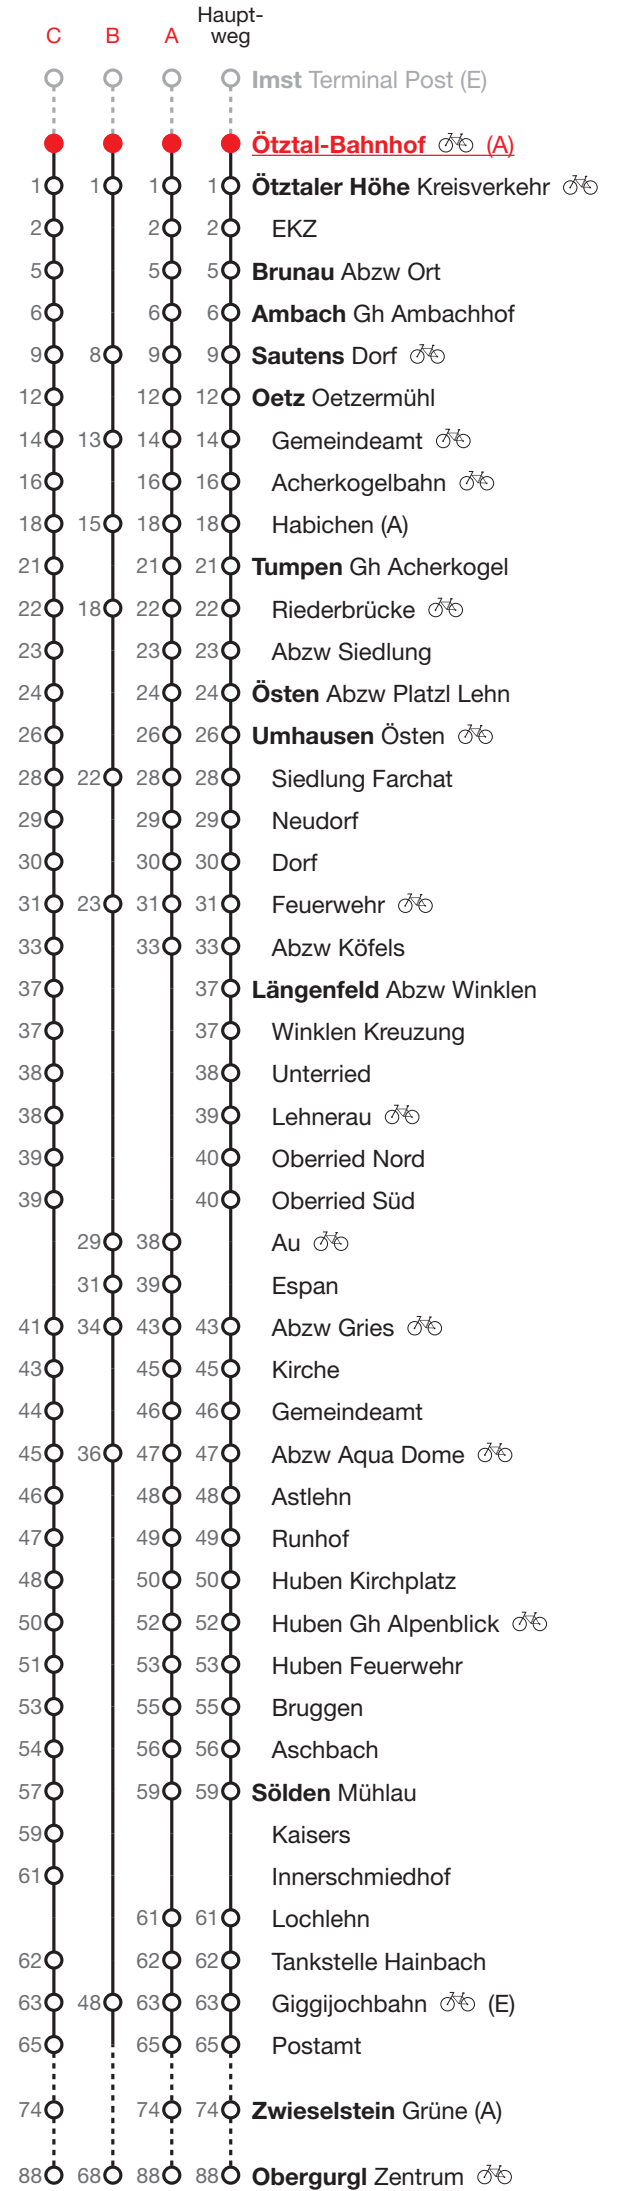 Haupt-
C B A weg
Imst Terminal Post (E)
Ötztal-Bahnhof (A)
1 1 1 1 Ötztaler Höhe Kreisverkehr
2 2 2 EKZ
5 5 5 Brunau Abzw Ort
6 6 6 Ambach Gh Ambachhof
9 8 9 9 Sautens Dorf
12 12 12 Oetz Oetzermühl
14 13 14 14 Gemeindeamt
16 16 16 Acherkogelbahn
18 15 18 18 Habichen (A)
21 21 21 Tumpen Gh Acherkogel
22 18 22 22 Riederbrücke
23 23 23 Abzw Siedlung
24 24 24 Östen Abzw Platzl Lehn
26 26 26 Umhausen Östen
28 22 28 28 Siedlung Farchat
29 29 29 Neudorf
30 30 30 Dorf
31 23 31 31 Feuerwehr
33 33 33 Abzw Köfels
37 37 Längenfeld Abzw Winklen
37 37 Winklen Kreuzung
38 38 Unterried
38 39 Lehnerau
39 40 Oberried Nord
39 40 Oberried Süd
29 38 Au
31 39 Espan
41 34 43 43 Abzw Gries
43 45 45 Kirche
44 46 46 Gemeindeamt
45 36 47 47 Abzw Aqua Dome
46 48 48 Astlehn
47 49 49 Runhof
48 50 50 Huben Kirchplatz
50 52 52 Huben Gh Alpenblick
51 53 53 Huben Feuerwehr
53 55 55 Bruggen
54 56 56 Aschbach
57 59 59 Sölden Mühlau
59 Kaisers
61 Innerschmiedhof
61 61 Lochlehn
62 62 62 Tankstelle Hainbach
63 48 63 63 Giggijochbahn (E)
65 65 65 Postamt
74 74 74 Zwieselstein Grüne (A)
88 68 88 88 Obergurgl Zentrum